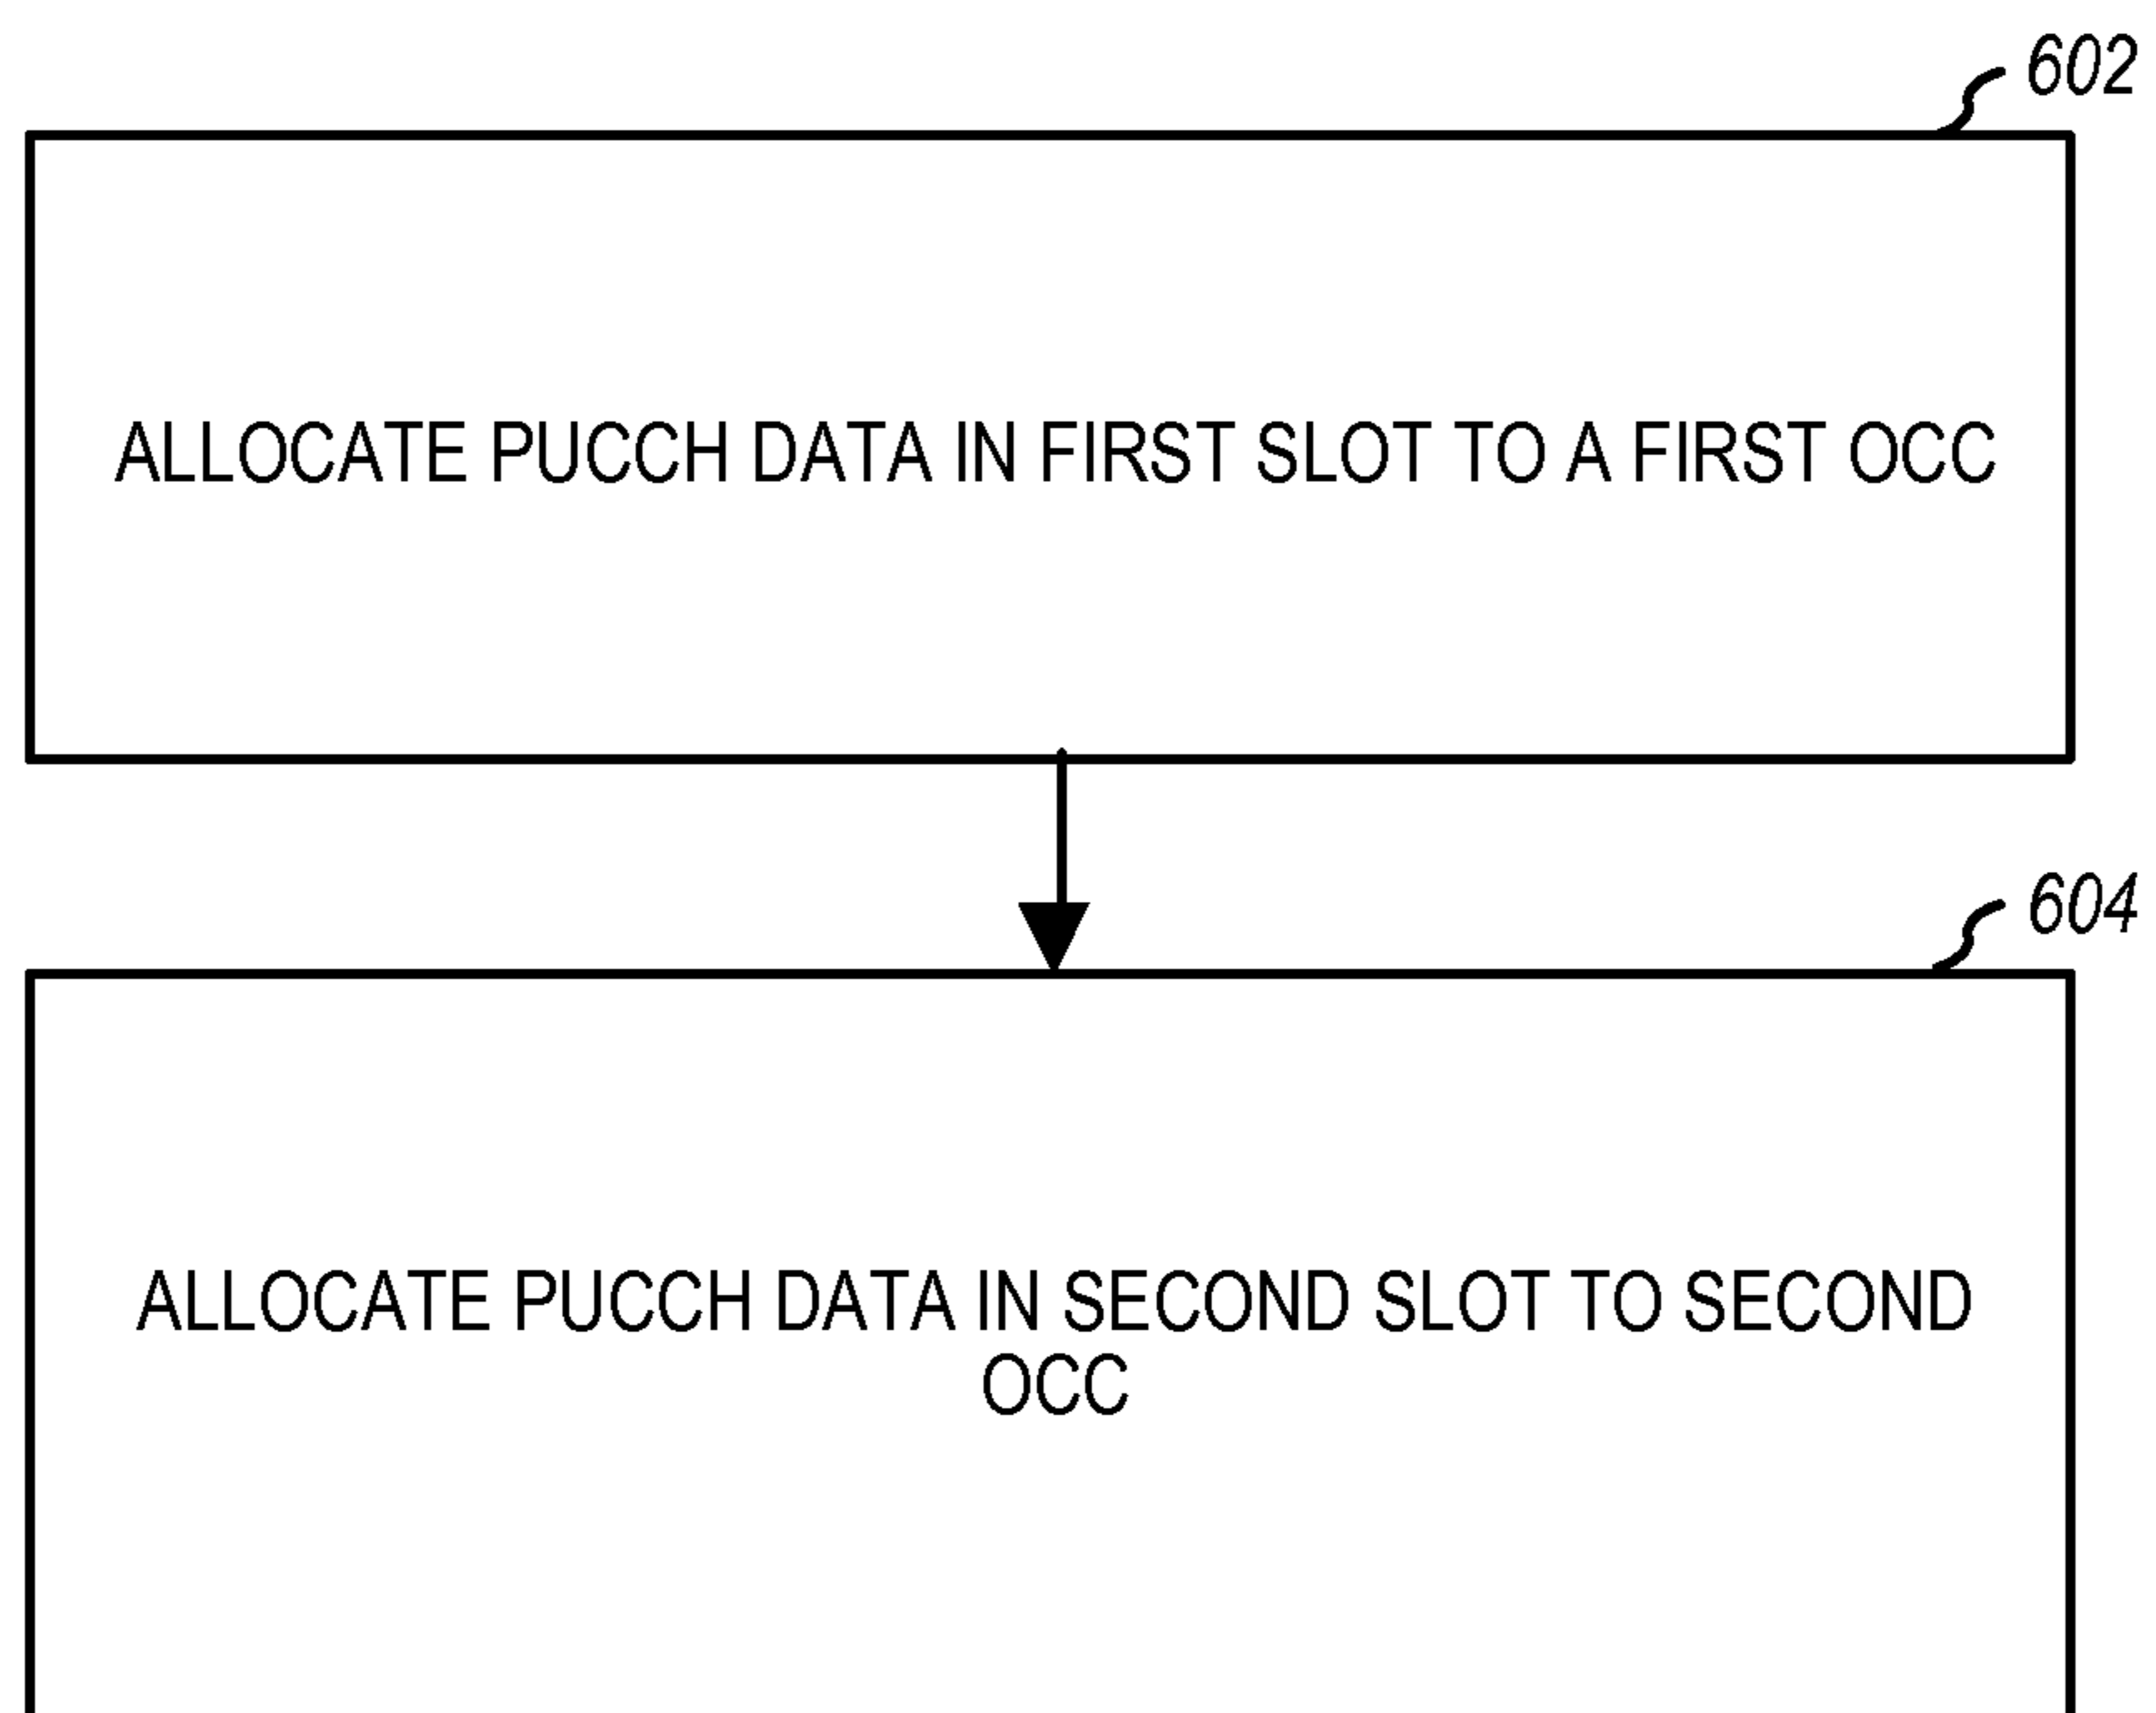 602
ALLOCATE PUCCH DATA IN FIRST SLOT TO A FIRST OCC
604
ALLOCATE PUCCH DATA IN SECOND SLOT TO SECOND
OCC